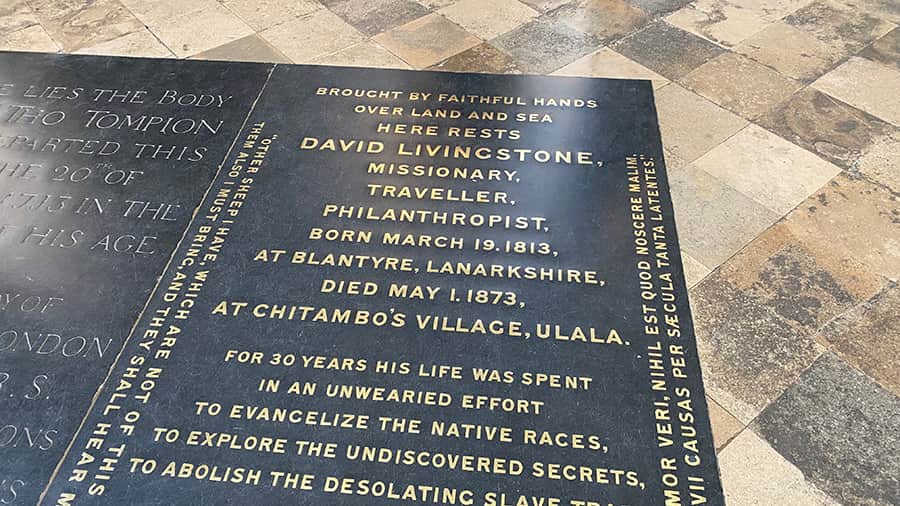 LIES THE BODY
THO TOMPION
PARTED THIS
20TH OF
1713 IN THE
HIS AGE
OF
LONDON
R.S.
BROUGHT BY FAITHFUL HANDS
OVER LAND AND SEA
HERE RESTS
DAVID LIVINGSTONE,
MISSIONARY,
TRAVELLER,
PHILANTHROPIST,
BORN MARCH 19. 1813,
AT BLANTYRE, LANARKSHIRE,
DIED MAY 1. 1873,
AT CHITAMBO'S VILLAGE, ULALA.
FOR 30 YEARS HIS LIFE WAS SPENT
IN AN UNWEARIED EFFORT
TO EVANGELIZE THE NATIVE RACES,
TO EXPLORE THE UNDISCOVERED SECRETS,
TO ABOLISH THE DESOLATING SLAVE
"OTHER SHEEP I HAVE, WHICH ARE NOT OF THIS
THEM ALSO I MUST BRING, AND THEY SHALL HEAR
MOR VERI, NIHIL EST QUOD NOSCERE MALIM,
VII CAUSAS PER SÆCULA TANTA LATENTES."